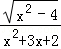 √(x² − 4)
x²+3x+2